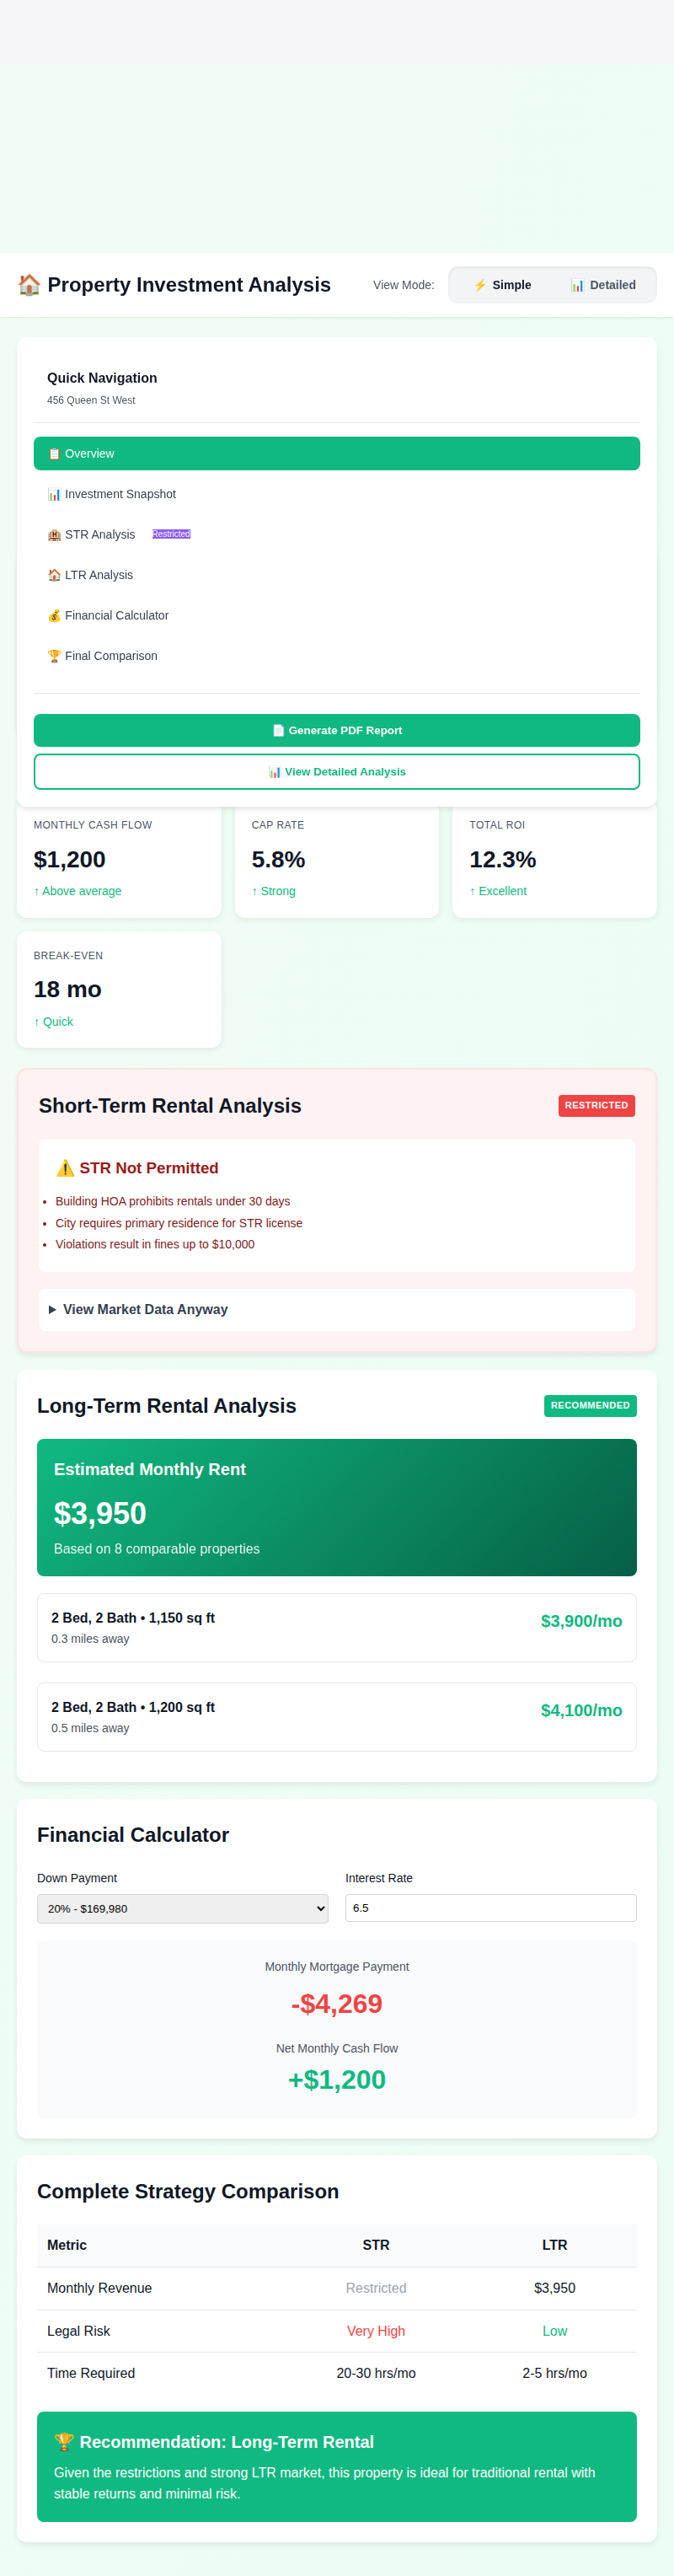 🏠 Property Investment Analysis
View Mode:
⚡ Simple
📊 Detailed
Quick Navigation
456 Queen St West
📋 Overview
📊 Investment Snapshot
🏨 STR Analysis Restricted
🏠 LTR Analysis
💰 Financial Calculator
🏆 Final Comparison
📄 Generate PDF Report
📊 View Detailed Analysis
MONTHLY CASH FLOW
$1,200
↑ Above average
CAP RATE
5.8%
↑ Strong
TOTAL ROI
12.3%
↑ Excellent
BREAK-EVEN
18 mo
↑ Quick
Short-Term Rental Analysis
RESTRICTED
⚠️ STR Not Permitted
• Building HOA prohibits rentals under 30 days
• City requires primary residence for STR license
• Violations result in fines up to $10,000
▶ View Market Data Anyway
Long-Term Rental Analysis
RECOMMENDED
Estimated Monthly Rent
$3,950
Based on 8 comparable properties
2 Bed, 2 Bath • 1,150 sq ft
0.3 miles away
$3,900/mo
2 Bed, 2 Bath • 1,200 sq ft
0.5 miles away
$4,100/mo
Financial Calculator
Down Payment
20% - $169,980
Interest Rate
6.5
Monthly Mortgage Payment
-$4,269
Net Monthly Cash Flow
+$1,200
Complete Strategy Comparison
Metric STR LTR
Monthly Revenue Restricted $3,950
Legal Risk Very High Low
Time Required 20-30 hrs/mo 2-5 hrs/mo
🏆 Recommendation: Long-Term Rental
Given the restrictions and strong LTR market, this property is ideal for traditional rental with
stable returns and minimal risk.